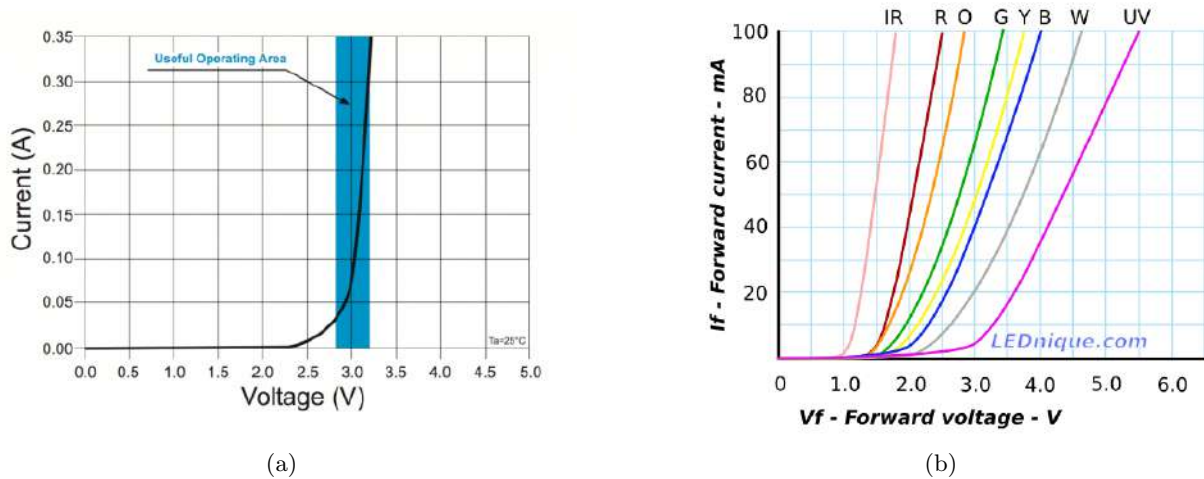 0.35
0.30
0.25
0.20
0.15
0.10
0.05
0.00
Current (A)
Useful Operating Area
Ta=25°C
0.0 0.5 1.0 1.5 2.0 2.5 3.0 3.5 4.0 4.5 5.0
Voltage (V)
(a)
IR R O G Y B W UV
100
80
60
40
20
If - Forward current - mA
LEDnique.com
0 1.0 2.0 3.0 4.0 5.0 6.0
Vf - Forward voltage - V
(b)